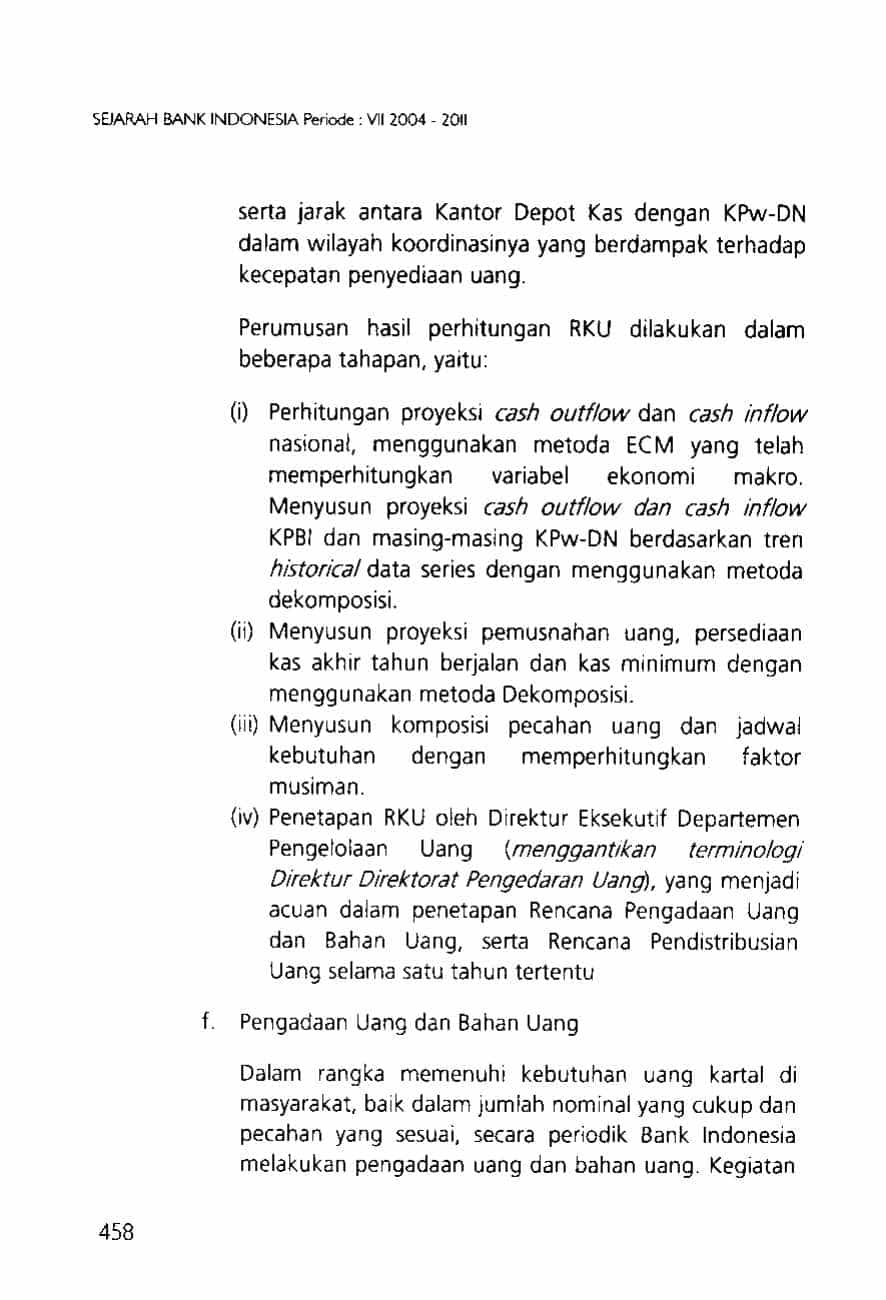 SEJARAH BANK INDONESIA Periode : VII 2004 - 2011
serta jarak antara Kantor Depot Kas dengan KPw-DN
dalam wilayah koordinasinya yang berdampak terhadap
kecepatan penyediaan uang.
Perumusan hasil perhitungan RKU dilakukan dalam
beberapa tahapan, yaitu:
(i) Perhitungan proyeksi cash outflow dan cash inflow
nasional, menggunakan metoda ECM yang telah
memperhitungkan variabel ekonomi makro.
Menyusun proyeksi cash outflow dan cash inflow
KPBI dan masing-masing KPw-DN berdasarkan tren
historical data series dengan menggunakan metoda
dekomposisi.
(ii) Menyusun proyeksi pemusnahan uang, persediaan
kas akhir tahun berjalan dan kas minimum dengan
menggunakan metoda Dekomposisi.
(iii) Menyusun komposisi pecahan uang dan jadwal
kebutuhan dengan memperhitungkan faktor
musiman.
(iv) Penetapan RKU oleh Direktur Eksekutif Departemen
Pengelolaan Uang (menggantikan terminologi
Direktur Direktorat Pengedaran Uang), yang menjadi
acuan dalam penetapan Rencana Pengadaan Uang
dan Bahan Uang, serta Rencana Pendistribusian
Uang selama satu tahun tertentu
f. Pengadaan Uang dan Bahan Uang
Dalam rangka memenuhi kebutuhan uang kartal di
masyarakat, baik dalam jumlah nominal yang cukup dan
pecahan yang sesuai, secara periodik Bank Indonesia
melakukan pengadaan uang dan bahan uang. Kegiatan
458